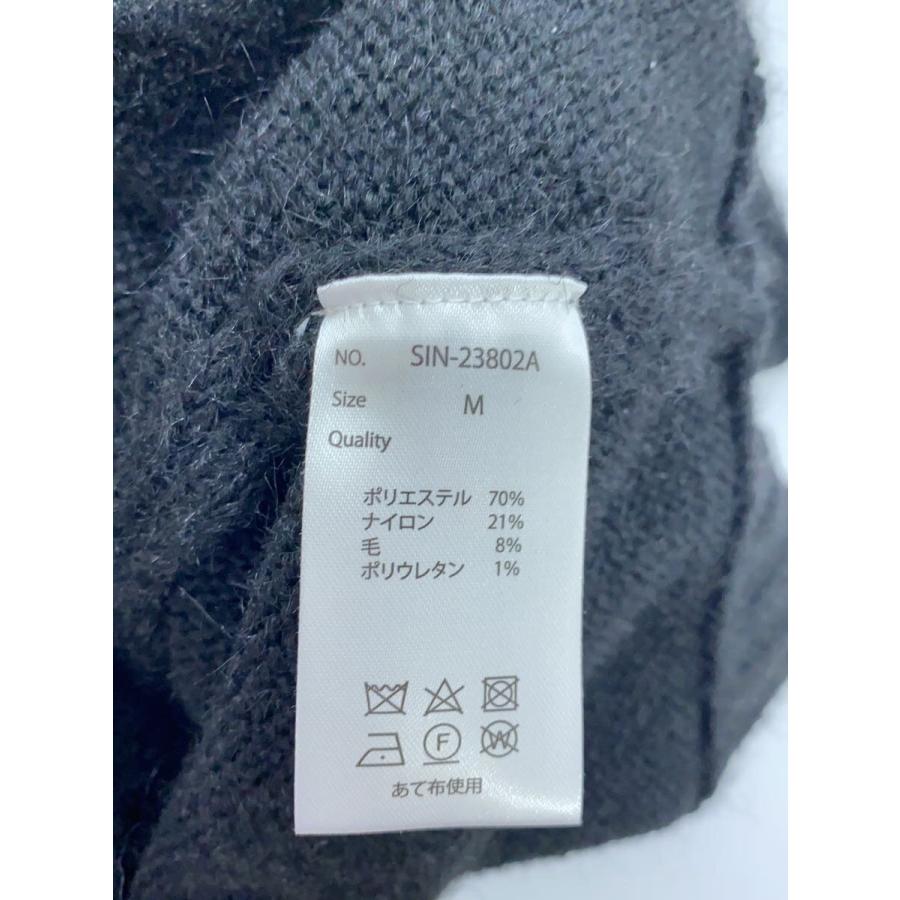 NO. SIN-23802A
Size M
Quality
ポリエステル 70%
ナイロン 21%
毛 8%
ポリウレタン 1%
F W
あて布使用